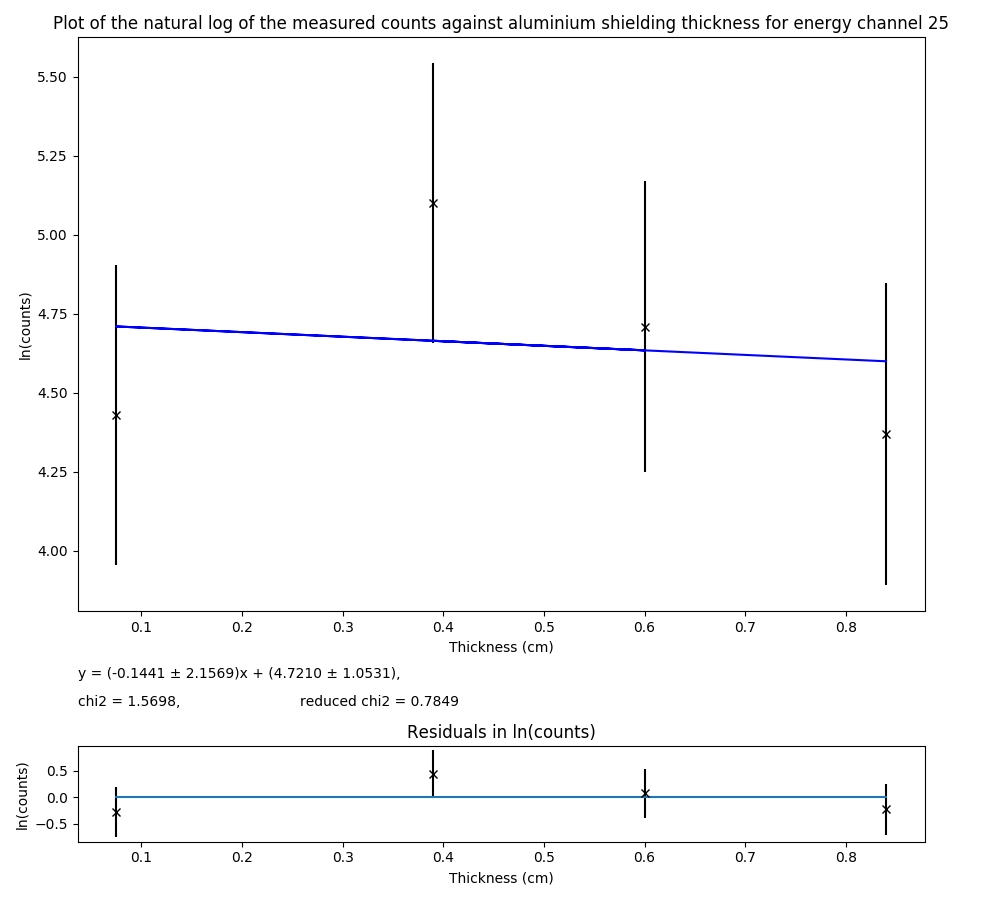 Plot of the natural log of the measured counts against aluminium shielding thickness for energy channel 25
ln(counts)
5.50
5.25
5.00
4.75
4.50
4.25
4.00
0.1 0.2 0.3 0.4 0.5 0.6 0.7 0.8
Thickness (cm)
y = (-0.1441 ± 2.1569)x + (4.7210 ± 1.0531),
chi2 = 1.5698, reduced chi2 = 0.7849
Residuals in ln(counts)
ln(counts)
0.5
0.0
−0.5
0.1 0.2 0.3 0.4 0.5 0.6 0.7 0.8
Thickness (cm)